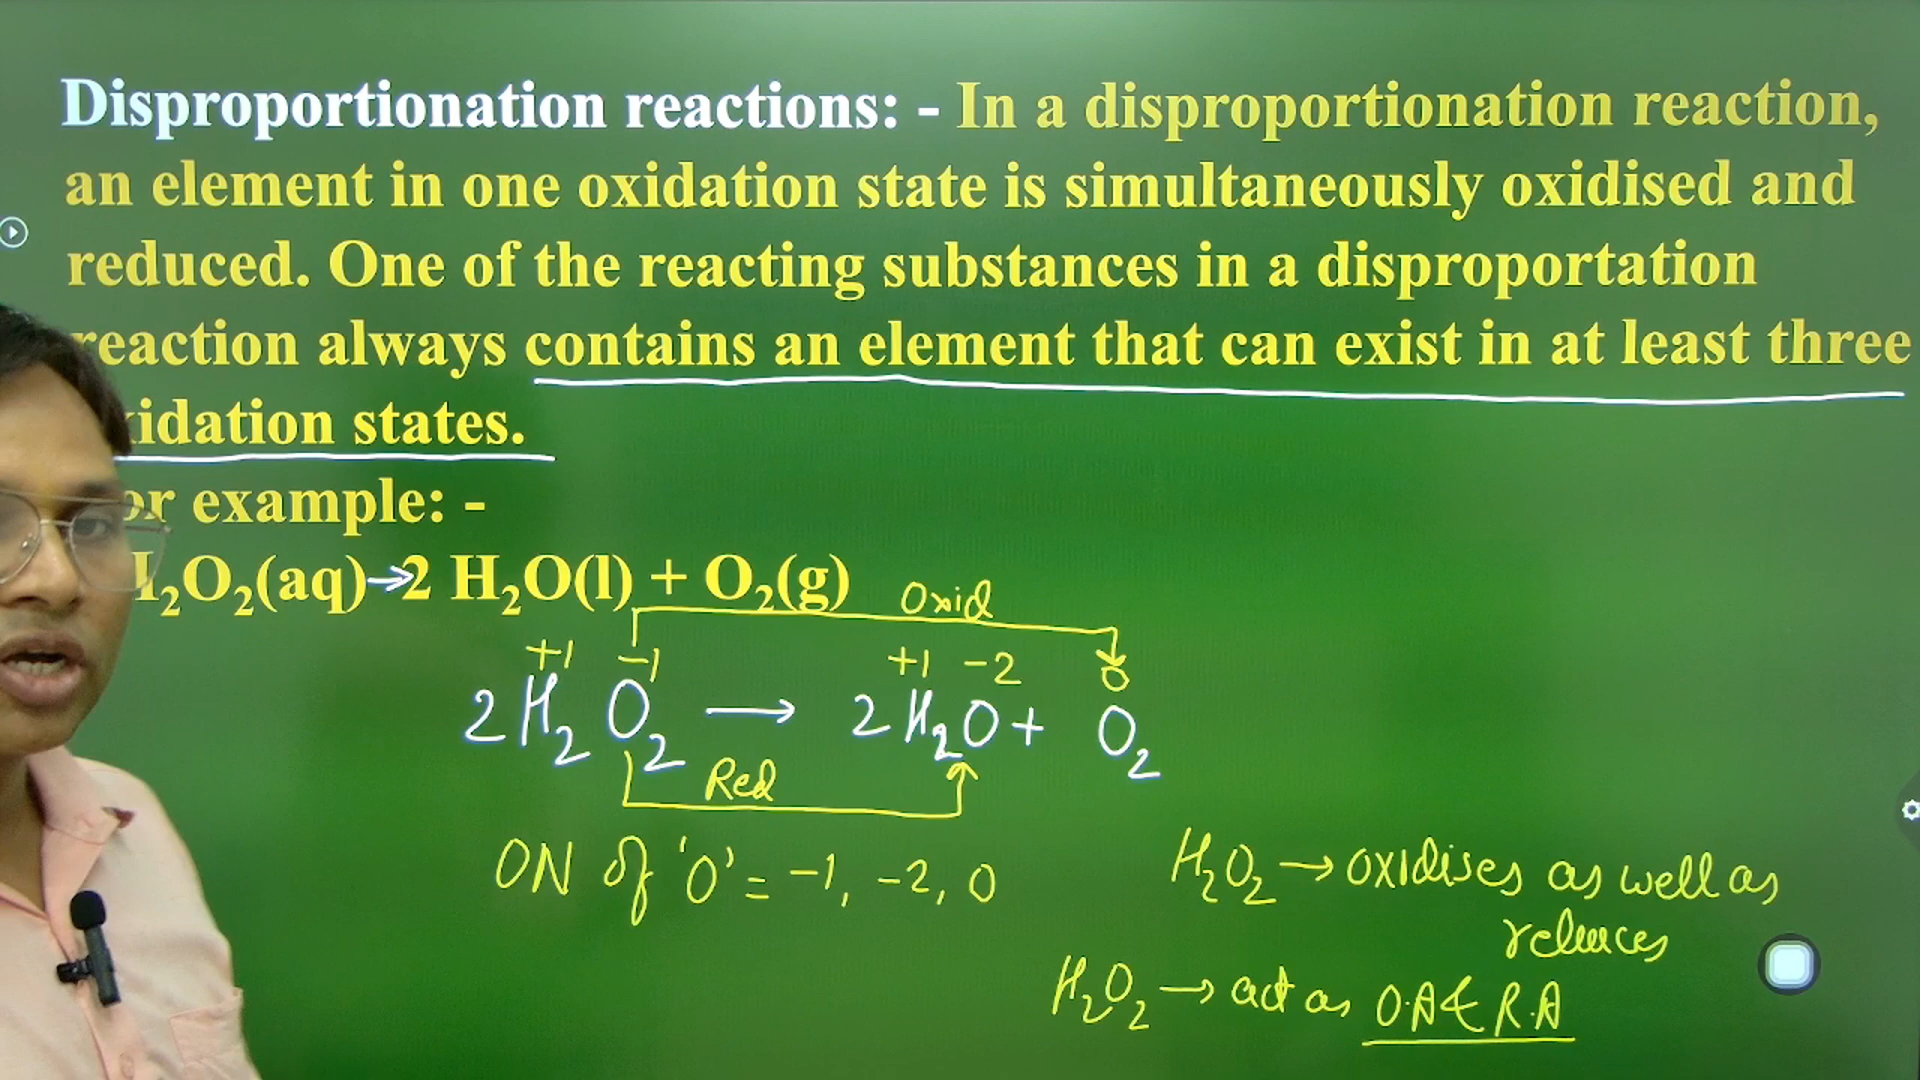 Disproportionation reactions: - In a disproportionation reaction,
an element in one oxidation state is simultaneously oxidised and
reduced. One of the reacting substances in a disproportation
reaction always contains an element that can exist in at least three
xidation states.
or example: -
H₂O₂(aq)→2 H₂O(l) + O₂(g)
Oxid
+1 -1 +1 -2 0
2H₂O₂ → 2H₂O + O₂
Red
ON of 'O' = -1, -2, 0
H₂O₂ → oxidises as well as
reduces
H₂O₂ → act as O.A & R.A